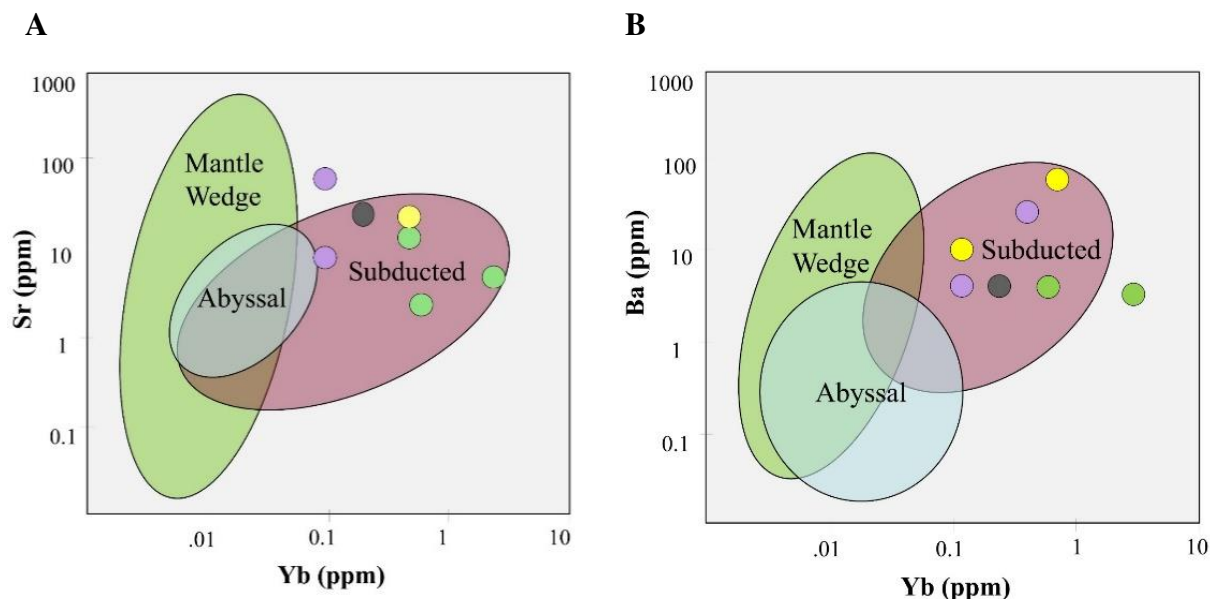 A
1000
100
10
1
0.1
Sr (ppm)
Mantle
Wedge
Abyssal
Subducted
.01
0.1
1
10
Yb (ppm)
B
1000
100
10
1
0.1
Ba (ppm)
Mantle
Wedge
Subducted
Abyssal
.01
0.1
1
10
Yb (ppm)